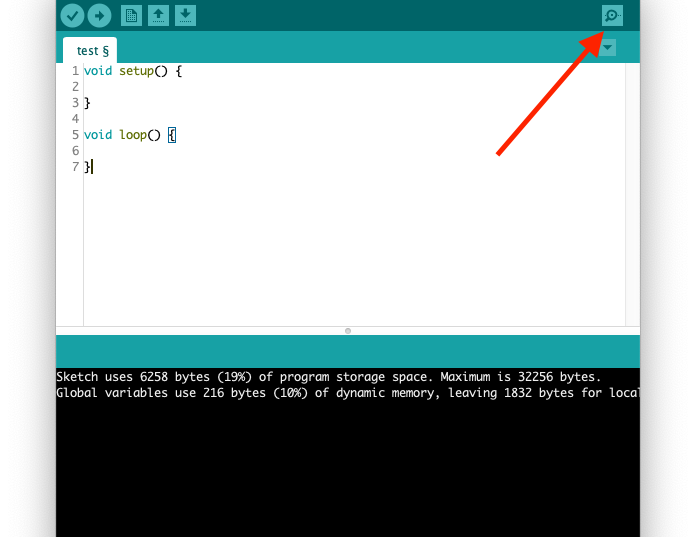 test §
1 void setup() {
2
3 }
4
5 void loop() {
6
7 }
Sketch uses 6258 bytes (19%) of program storage space. Maximum is 32256 bytes.
Global variables use 216 bytes (10%) of dynamic memory, leaving 1832 bytes for local